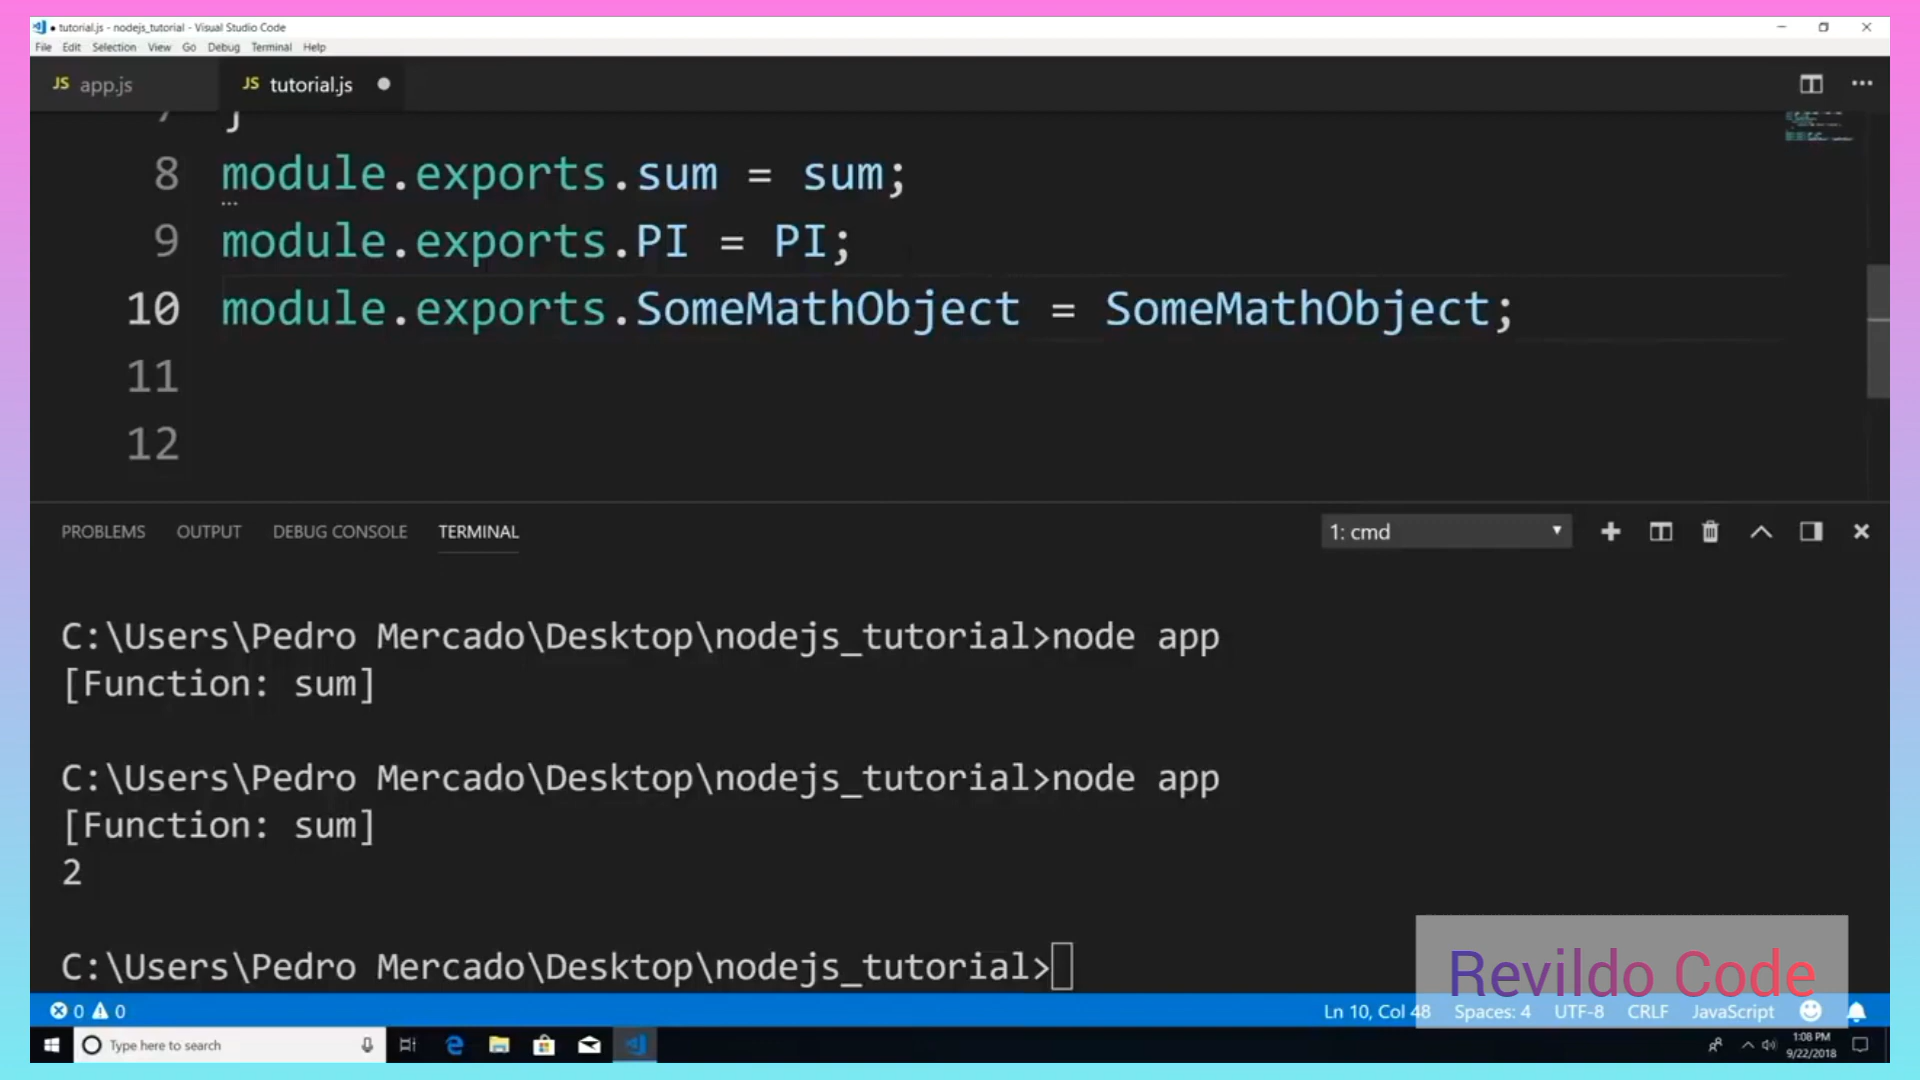 tutorial.js - nodejs_tutorial - Visual Studio Code
File Edit Selection View Go Debug Terminal Help
JS app.js JS tutorial.js
7 }
8 module.exports.sum = sum;
9 module.exports.PI = PI;
10 module.exports.SomeMathObject = SomeMathObject;
11
12
PROBLEMS OUTPUT DEBUG CONSOLE TERMINAL 1: cmd
C:\Users\Pedro Mercado\Desktop\nodejs_tutorial>node app
[Function: sum]
C:\Users\Pedro Mercado\Desktop\nodejs_tutorial>node app
[Function: sum]
2
C:\Users\Pedro Mercado\Desktop\nodejs_tutorial>
Revildo Code
0 0 Ln 10, Col 48 Spaces: 4 UTF-8 CRLF JavaScript
Type here to search 1:08 PM
9/22/2018